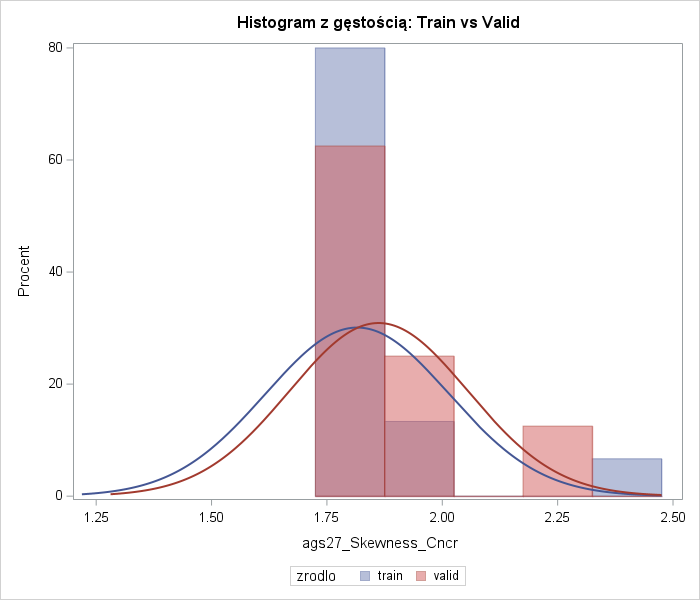 Histogram z gęstością: Train vs Valid
80
60
40
20
0
Procent
1.25 1.50 1.75 2.00 2.25 2.50
ags27_Skewness_Cncr
zrodlo train valid